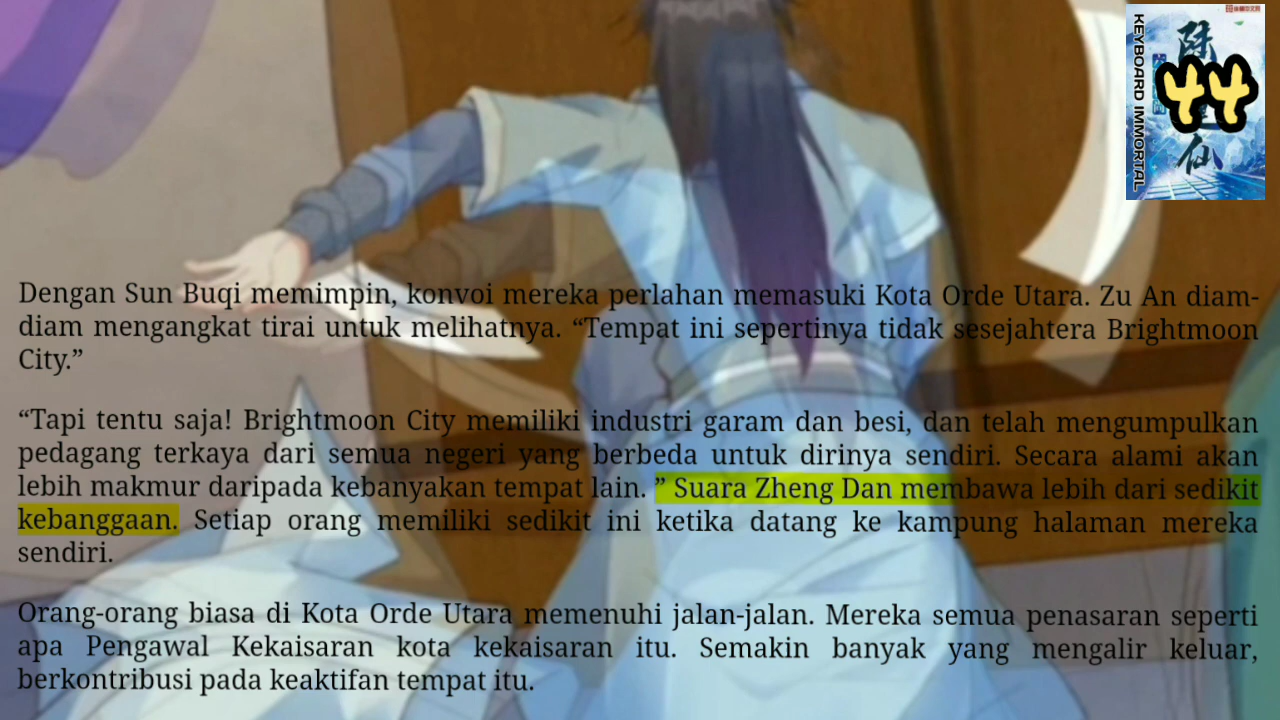 KEYBOARD IMMORTAL
44
仙
Dengan Sun Buqi memimpin, konvoi mereka perlahan memasuki Kota Orde Utara. Zu An diam-
diam mengangkat tirai untuk melihatnya. “Tempat ini sepertinya tidak sesejahtera Brightmoon
City.”
“Tapi tentu saja! Brightmoon City memiliki industri garam dan besi, dan telah mengumpulkan
pedagang terkaya dari semua negeri yang berbeda untuk dirinya sendiri. Secara alami akan
lebih makmur daripada kebanyakan tempat lain. ” Suara Zheng Dan membawa lebih dari sedikit
kebanggaan. Setiap orang memiliki sedikit ini ketika datang ke kampung halaman mereka
sendiri.
Orang-orang biasa di Kota Orde Utara memenuhi jalan-jalan. Mereka semua penasaran seperti
apa Pengawal Kekaisaran kota kekaisaran itu. Semakin banyak yang mengalir keluar,
berkontribusi pada keaktifan tempat itu.